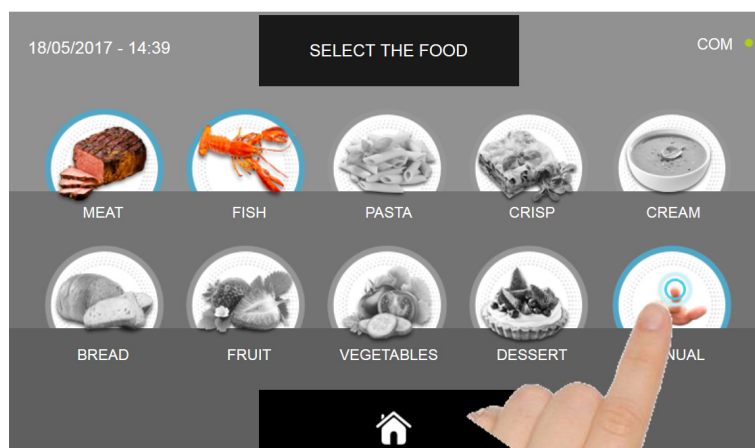 18/05/2017 - 14:39
SELECT THE FOOD
COM
MEAT
FISH
PASTA
CRISP
CREAM
BREAD
FRUIT
VEGETABLES
DESSERT